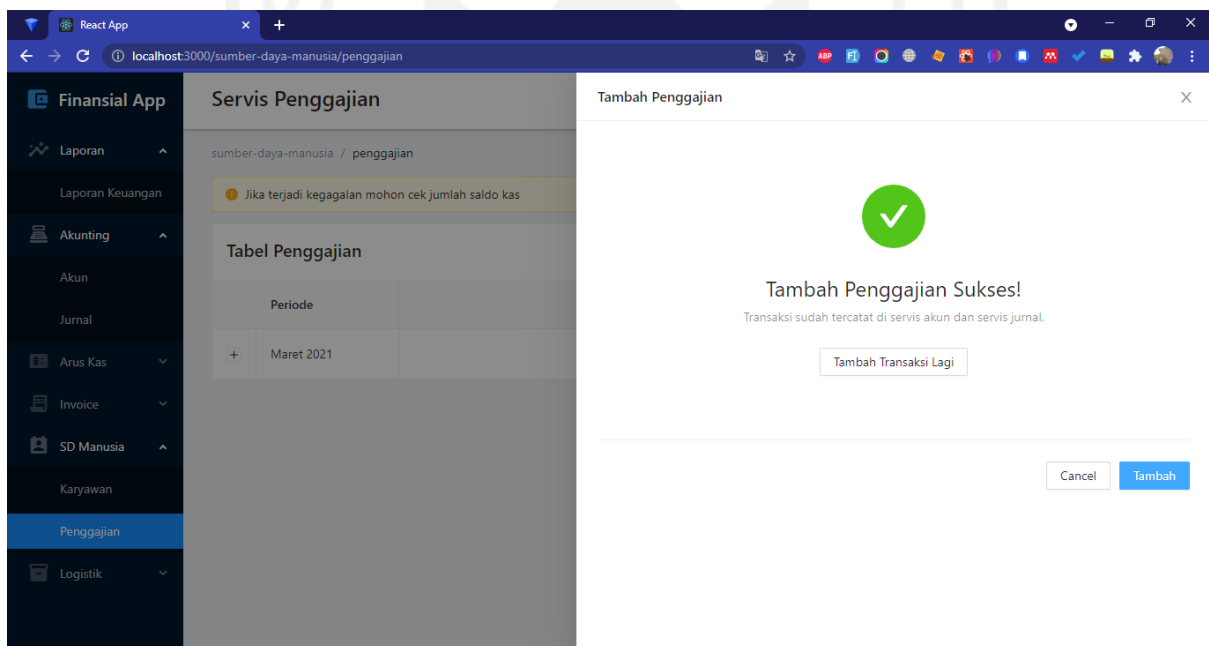 React App
localhost:3000/sumber-daya-manusia/penggajian
Finansial App
Laporan
Laporan Keuangan
Akunting
Akun
Jurnal
Arus Kas
Invoice
SD Manusia
Karyawan
Penggajian
Logistik
Servis Penggajian
sumber-daya-manusia / penggajian
Jika terjadi kegagalan mohon cek jumlah saldo kas
Tabel Penggajian
Periode
Maret 2021
Tambah Penggajian
Tambah Penggajian Sukses!
Transaksi sudah tercatat di servis akun dan servis jurnal.
Tambah Transaksi Lagi
Cancel Tambah